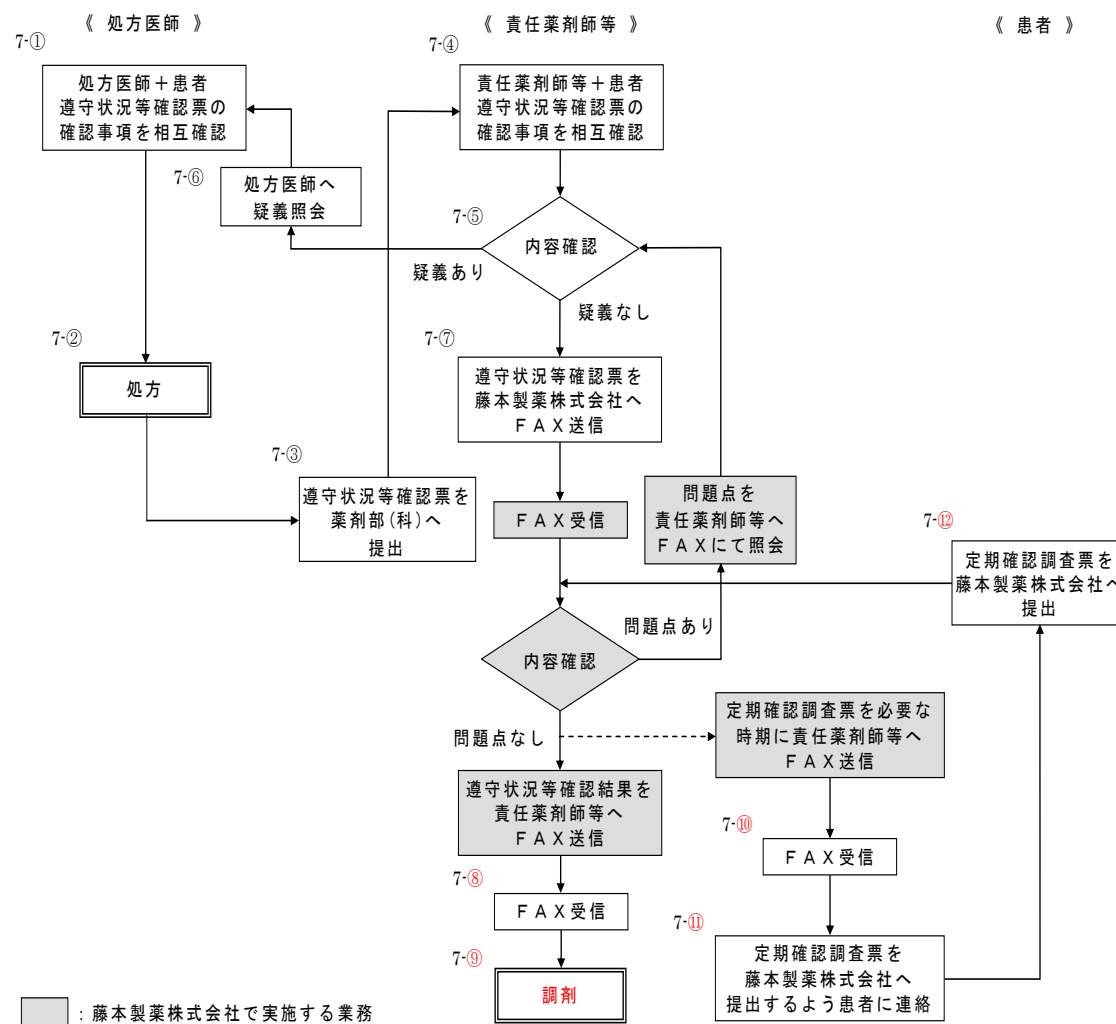 《 処方医師 》
《 責任薬剤師等 》
《 患者 》
7-①
処方医師＋患者
遵守状況等確認票の
確認事項を相互確認
7-④
責任薬剤師等＋患者
遵守状況等確認票の
確認事項を相互確認
7-⑥
処方医師へ
疑義照会
7-⑤
内容確認
疑義あり
疑義なし
7-②
処方
7-⑦
遵守状況等確認票を
藤本製薬株式会社へ
ＦＡＸ送信
7-③
遵守状況等確認票を
薬剤部(科)へ
提出
ＦＡＸ受信
問題点を
責任薬剤師等へ
ＦＡＸにて照会
7-⑫
定期確認調査票を
藤本製薬株式会社へ
提出
内容確認
問題点あり
問題点なし
定期確認調査票を必要な
時期に責任薬剤師等へ
ＦＡＸ送信
遵守状況等確認結果を
責任薬剤師等へ
ＦＡＸ送信
7-⑩
ＦＡＸ受信
7-⑧
ＦＡＸ受信
7-⑪
定期確認調査票を
藤本製薬株式会社へ
提出するよう患者に連絡
7-⑨
調剤
：藤本製薬株式会社で実施する業務